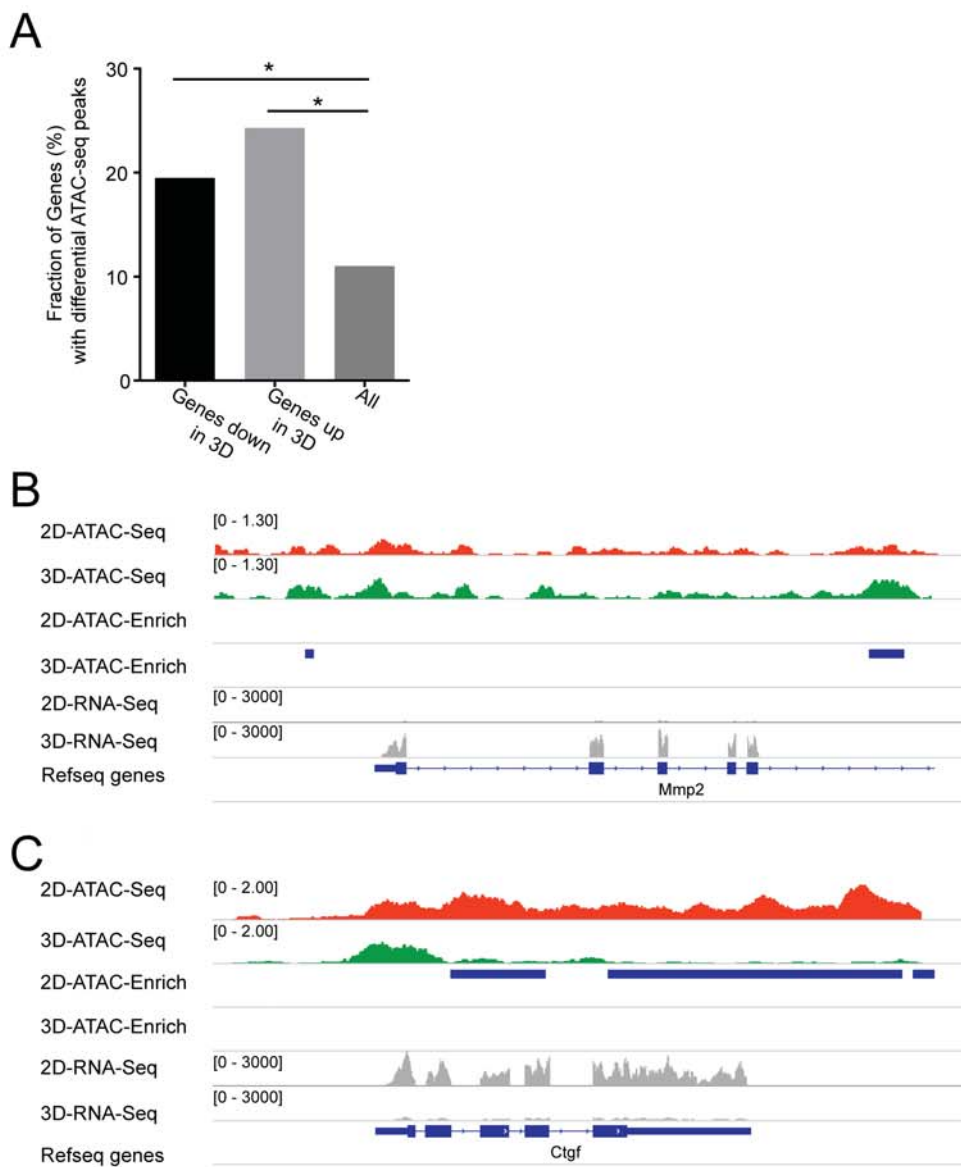 A
30
20
10
0
Fraction of Genes (%)
with differential ATAC-seq peaks
*
*
Genes down
in 3D
Genes up
in 3D
All
B
2D-ATAC-Seq
[0 - 1.30]
3D-ATAC-Seq
[0 - 1.30]
2D-ATAC-Enrich
3D-ATAC-Enrich
2D-RNA-Seq
[0 - 3000]
3D-RNA-Seq
[0 - 3000]
Refseq genes
Mmp2
C
2D-ATAC-Seq
[0 - 2.00]
3D-ATAC-Seq
[0 - 2.00]
2D-ATAC-Enrich
3D-ATAC-Enrich
2D-RNA-Seq
[0 - 3000]
3D-RNA-Seq
[0 - 3000]
Refseq genes
Ctgf